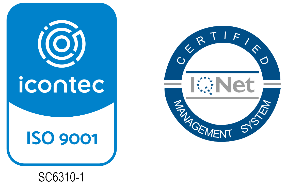 icontec
ISO 9001
SC6310-1
CERTIFIED
IQNet
MANAGEMENT SYSTEM